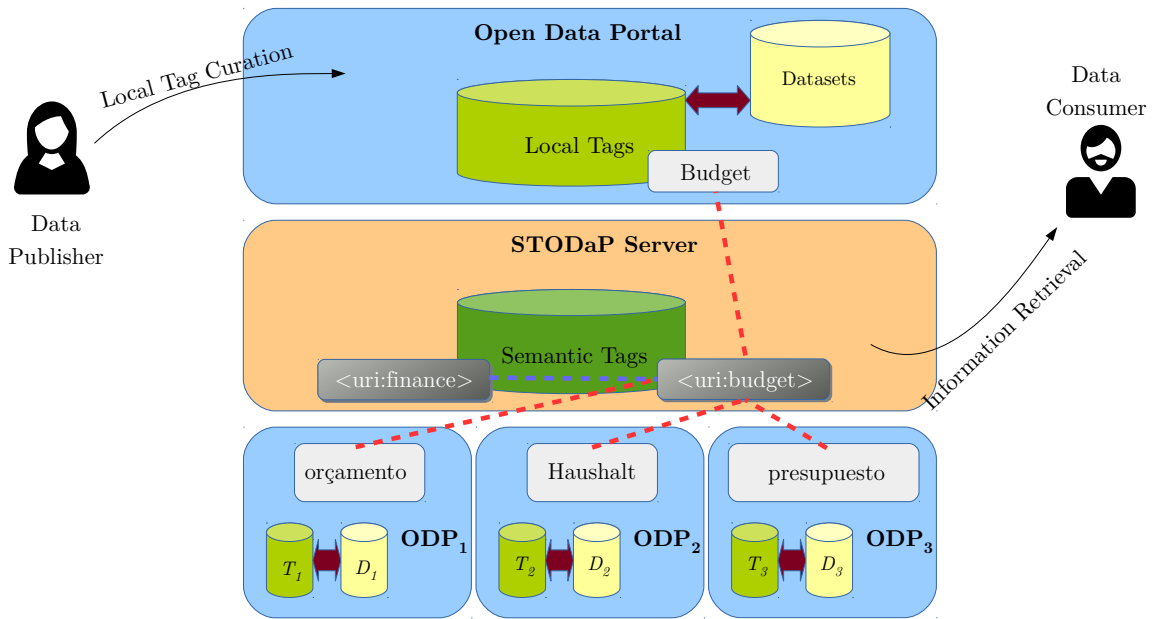 Open Data Portal
Local Tag Curation
Datasets
Data
Consumer
Local Tags
Budget
Data
Publisher
STODaP Server
Information Retrieval
Semantic Tags
<uri:finance>
<uri:budget>
orçamento
Haushalt
presupuesto
ODP1
ODP2
ODP3
T1
D1
T2
D2
T3
D3